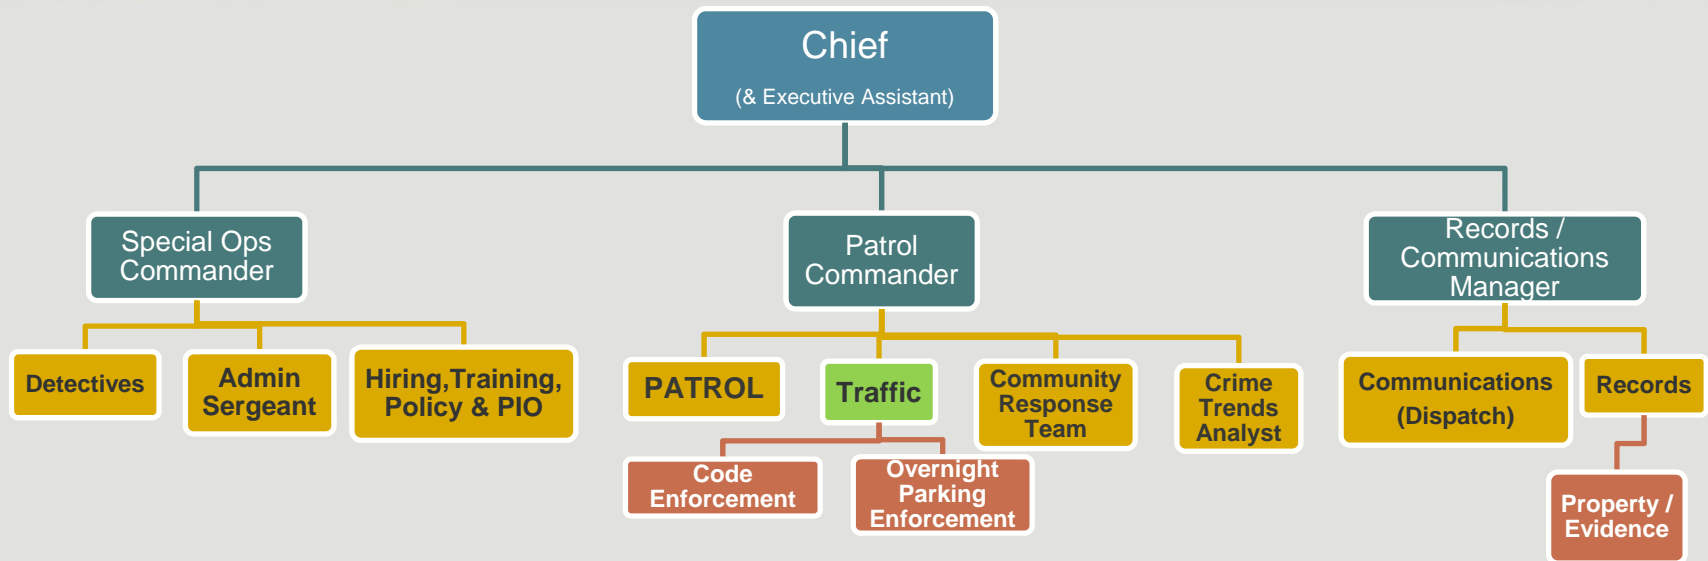 Chief
(& Executive Assistant)
Special Ops
Commander
Patrol
Commander
Records /
Communications
Manager
Detectives
Admin
Sergeant
Hiring,Training,
Policy & PIO
PATROL
Traffic
Community
Response
Team
Crime
Trends
Analyst
Communications
(Dispatch)
Records
Code
Enforcement
Overnight
Parking
Enforcement
Property /
Evidence